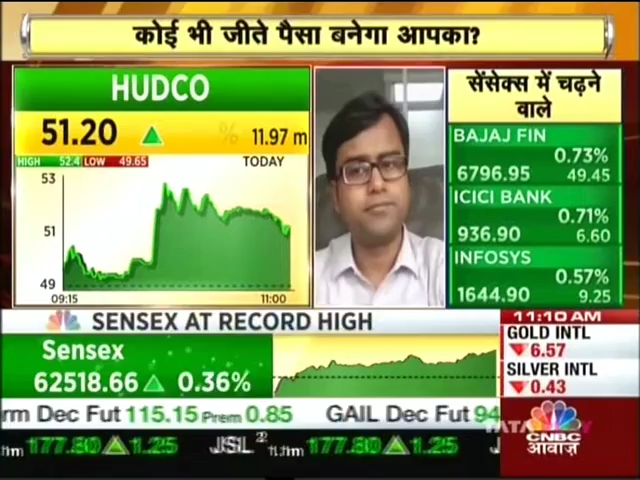 कोई भी जीते पैसा बनेगा आपका?
HUDCO
51.20 % 11.97 m
HIGH 52.4 LOW 49.65 TODAY
53
51
49
09:15 11:00
सेंसेक्स में चढ़ने
वाले
BAJAJ FIN
0.73%
6796.95 49.45
ICICI BANK
0.71%
936.90 6.60
INFOSYS
0.57%
1644.90 9.25
SENSEX AT RECORD HIGH
Sensex
62518.66 0.36%
11:10 AM
GOLD INTL
6.57
SILVER INTL
0.43
rm Dec Fut 115.15 Prem 0.85 GAIL Dec Fut 94
177.80 1.25 JSL 177.80 1.25
CNBC
आवाज़